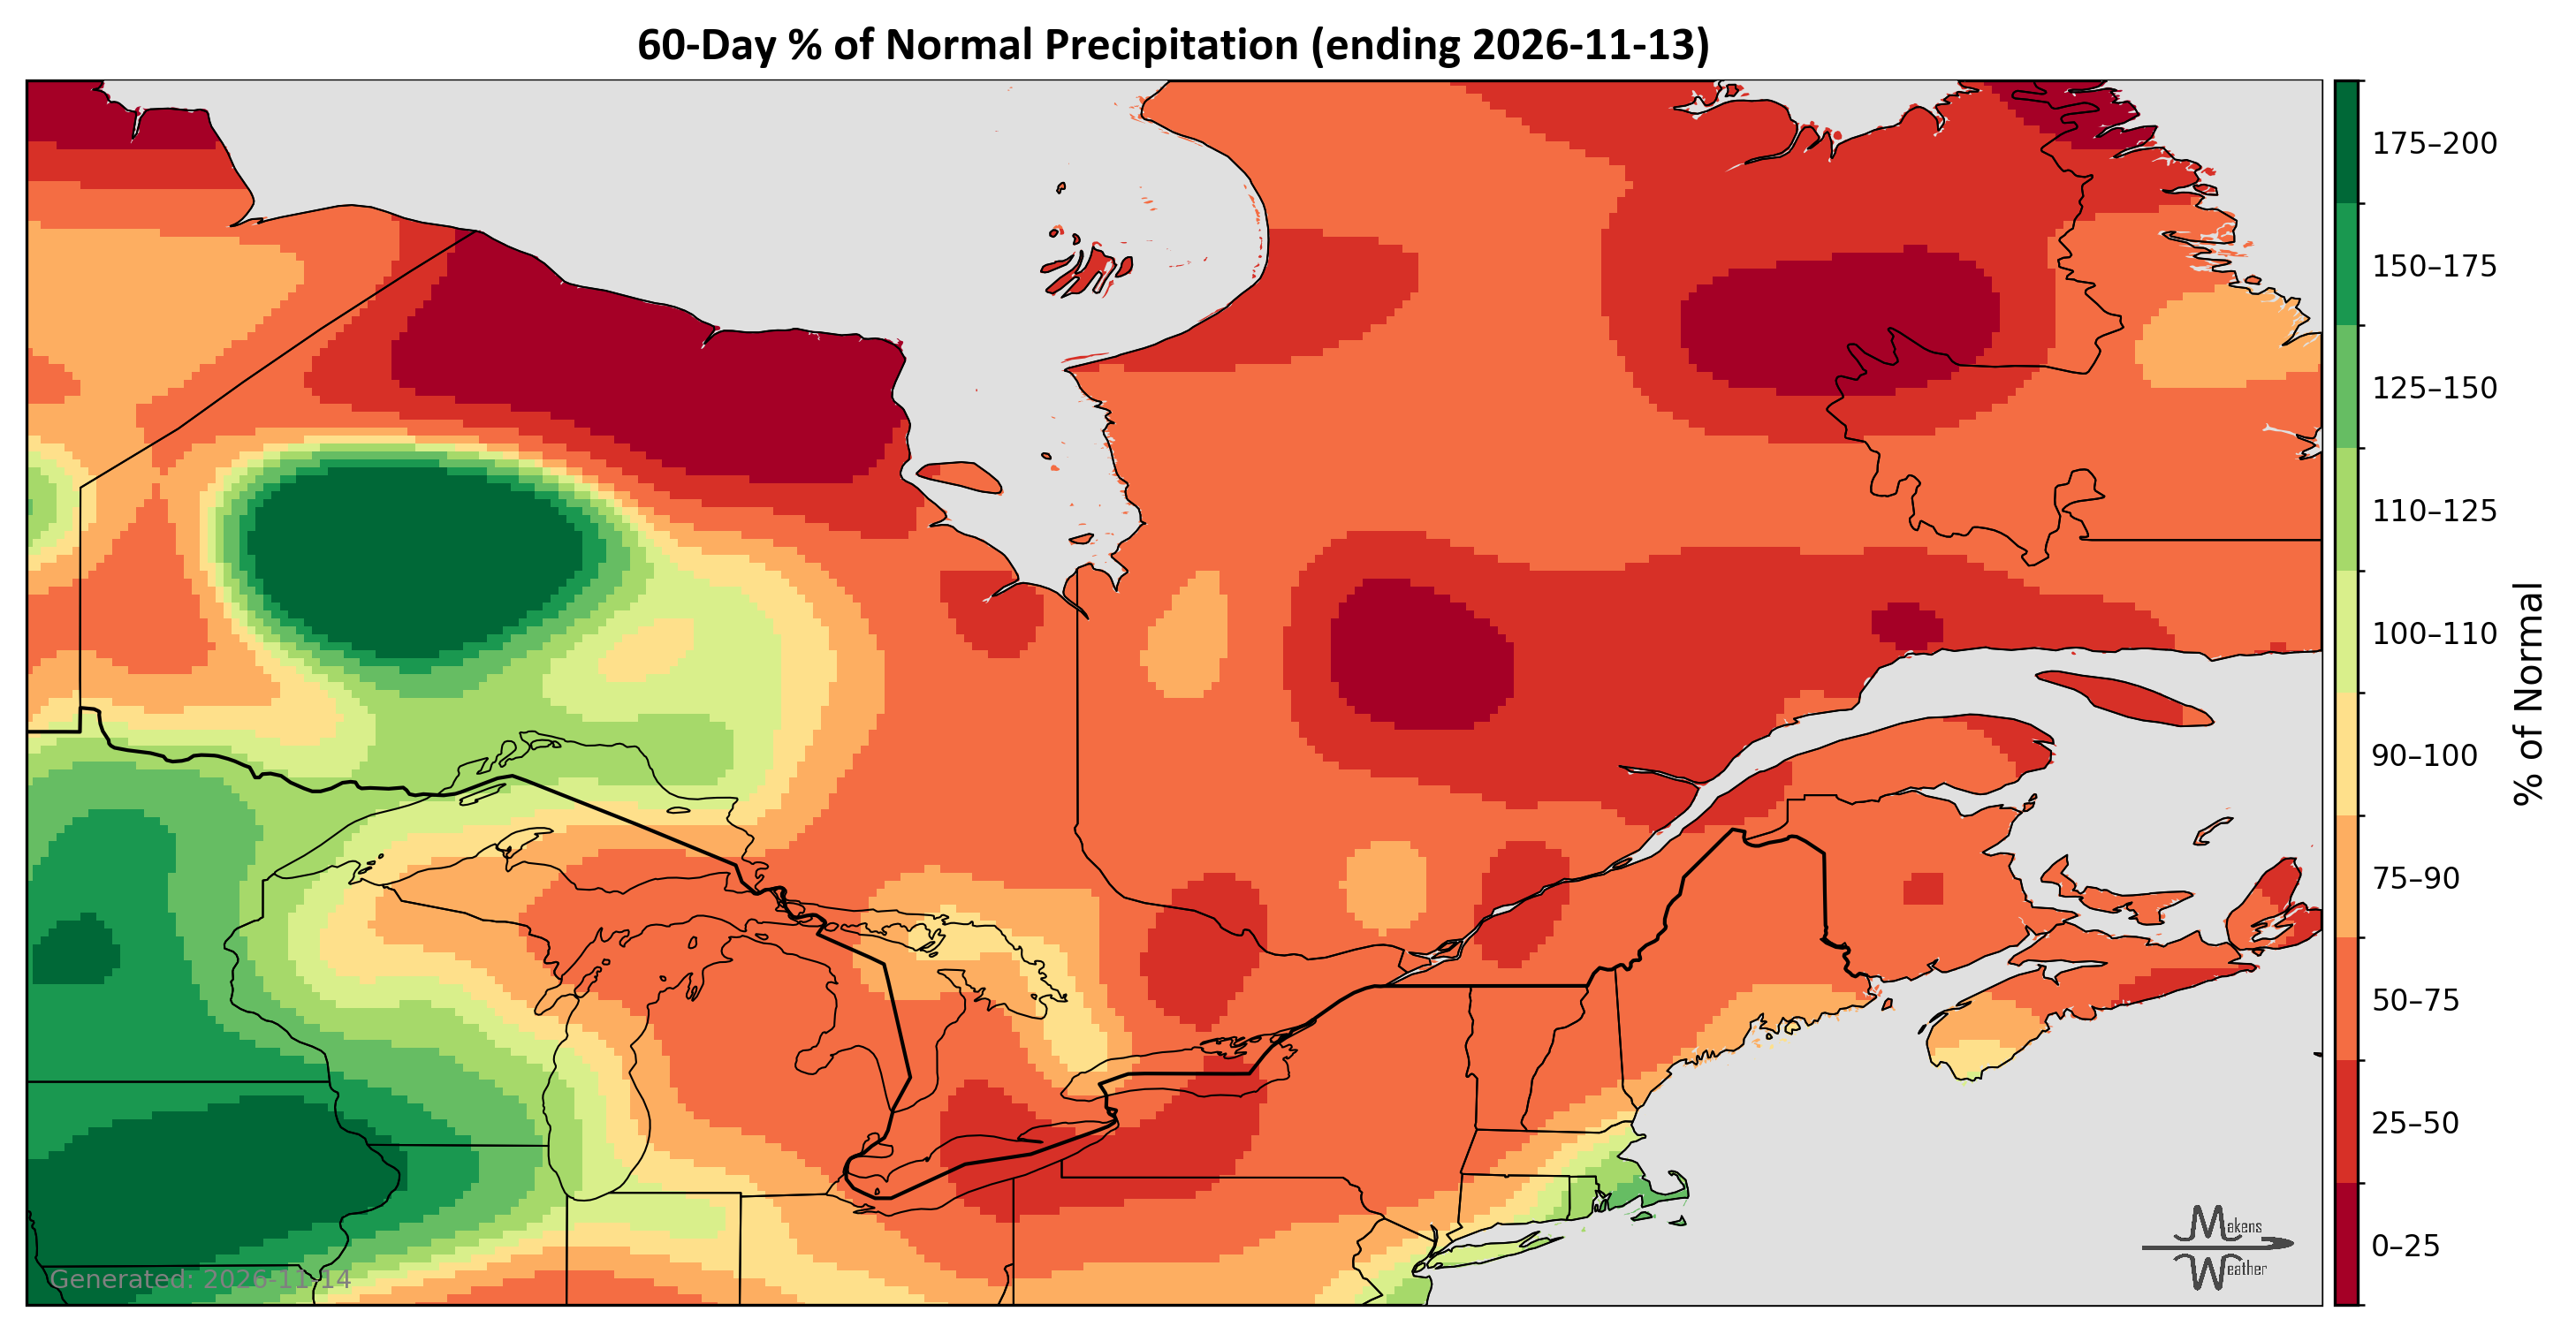 60-Day % of Normal Precipitation (ending 2026-11-13)
175–200
150–175
125–150
110–125
100–110
90–100
75–90
50–75
25–50
0–25
% of Normal
Makens
Weather
Generated: 2026-11-14